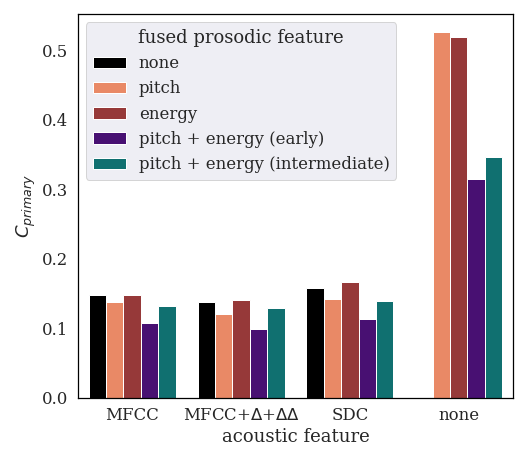 fused prosodic feature
none
pitch
energy
pitch + energy (early)
pitch + energy (intermediate)
C_primary
0.5
0.4
0.3
0.2
0.1
0.0
MFCC MFCC+Δ+ΔΔ SDC none
acoustic feature